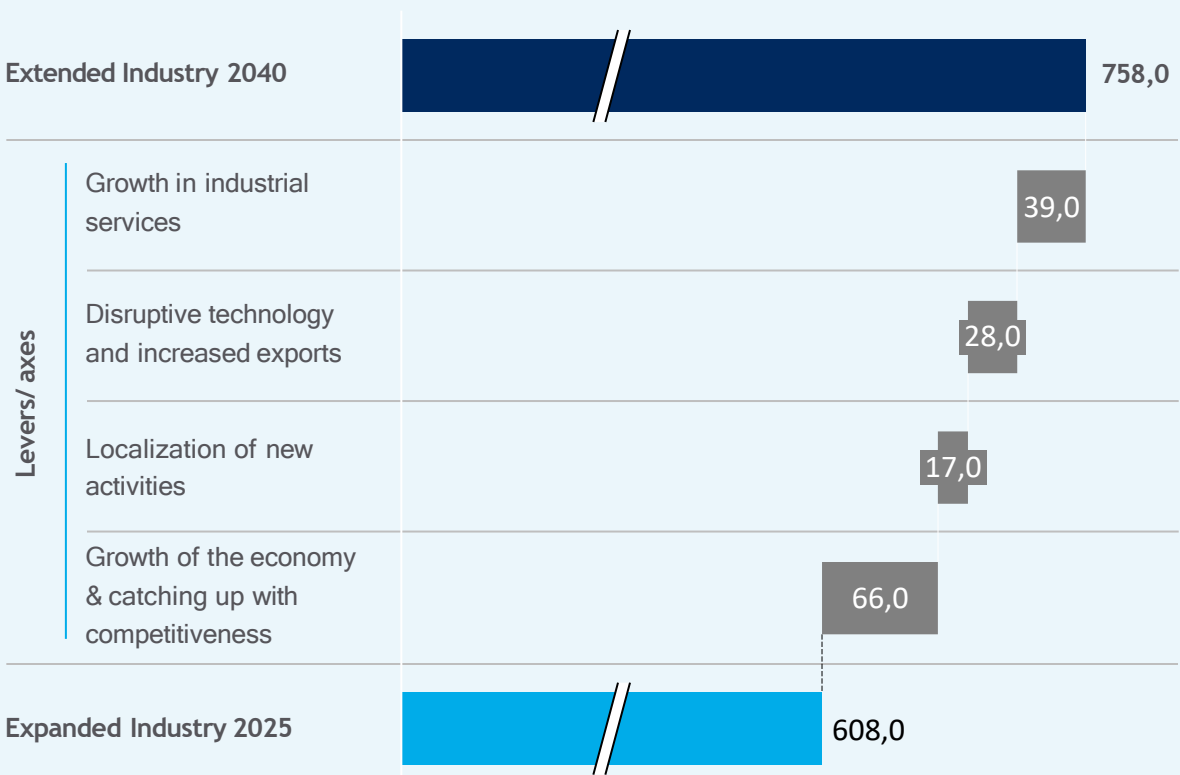 Extended Industry 2040
758,0
Levers/ axes
Growth in industrial
services
39,0
Disruptive technology
and increased exports
28,0
Localization of new
activities
17,0
Growth of the economy
& catching up with
competitiveness
66,0
Expanded Industry 2025
608,0